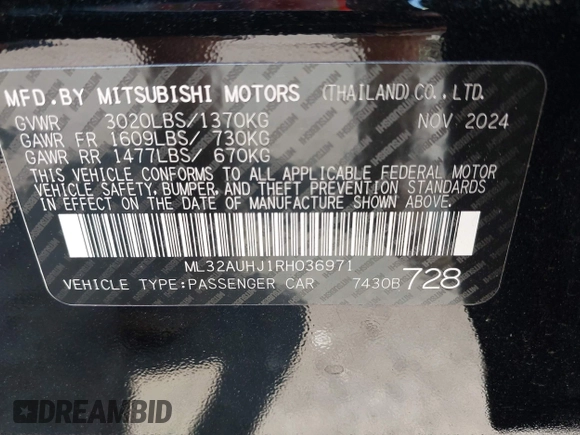 MFD.BY MITSUBISHI MOTORS (THAILAND)CO.,LTD.
GVWR 3020LBS/1370KG NOV 2024
GAWR FR 1609LBS/ 730KG
GAWR RR 1477LBS/ 670KG
THIS VEHICLE CONFORMS TO ALL APPLICABLE FEDERAL MOTOR
VEHICLE SAFETY, BUMPER, AND THEFT PREVENTION STANDARDS
IN EFFECT ON THE DATE OF MANUFACTURE SHOWN ABOVE.
ML32AUHJ1RH036971
VEHICLE TYPE:PASSENGER CAR 7430B 728
DREAMBID